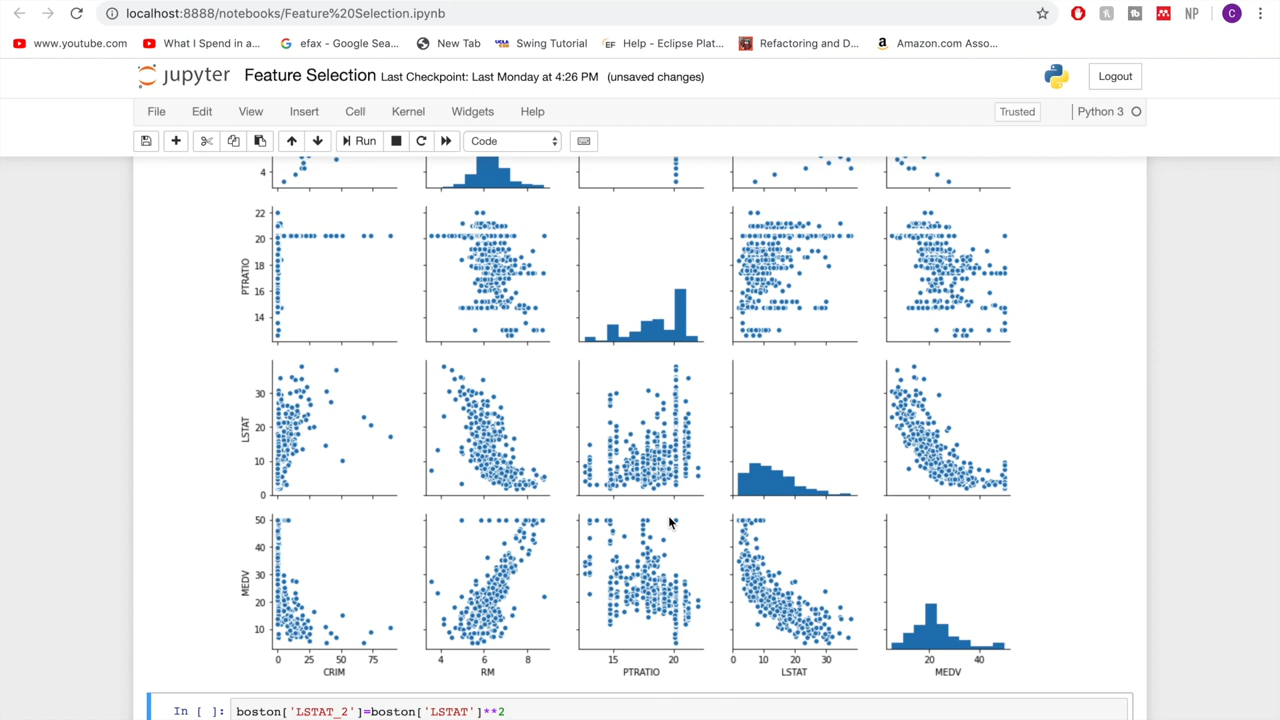 localhost:8888/notebooks/Feature%20Selection.ipynb
NP
C
www.youtube.com What I Spend in a... efax - Google Sea... New Tab Swing Tutorial Help - Eclipse Plat... Refactoring and D... Amazon.com Asso...
jupyter Feature Selection Last Checkpoint: Last Monday at 4:26 PM (unsaved changes) Logout
File Edit View Insert Cell Kernel Widgets Help Trusted Python 3
Run Code
4
22
20
18
16
14
PTRATIO
30
20
10
0
LSTAT
50
40
30
20
10
MEDV
0 25 50 75 4 6 8 15 20 0 10 20 30 20 40
CRIM RM PTRATIO LSTAT MEDV
In [ ]: boston['LSTAT_2']=boston['LSTAT']**2